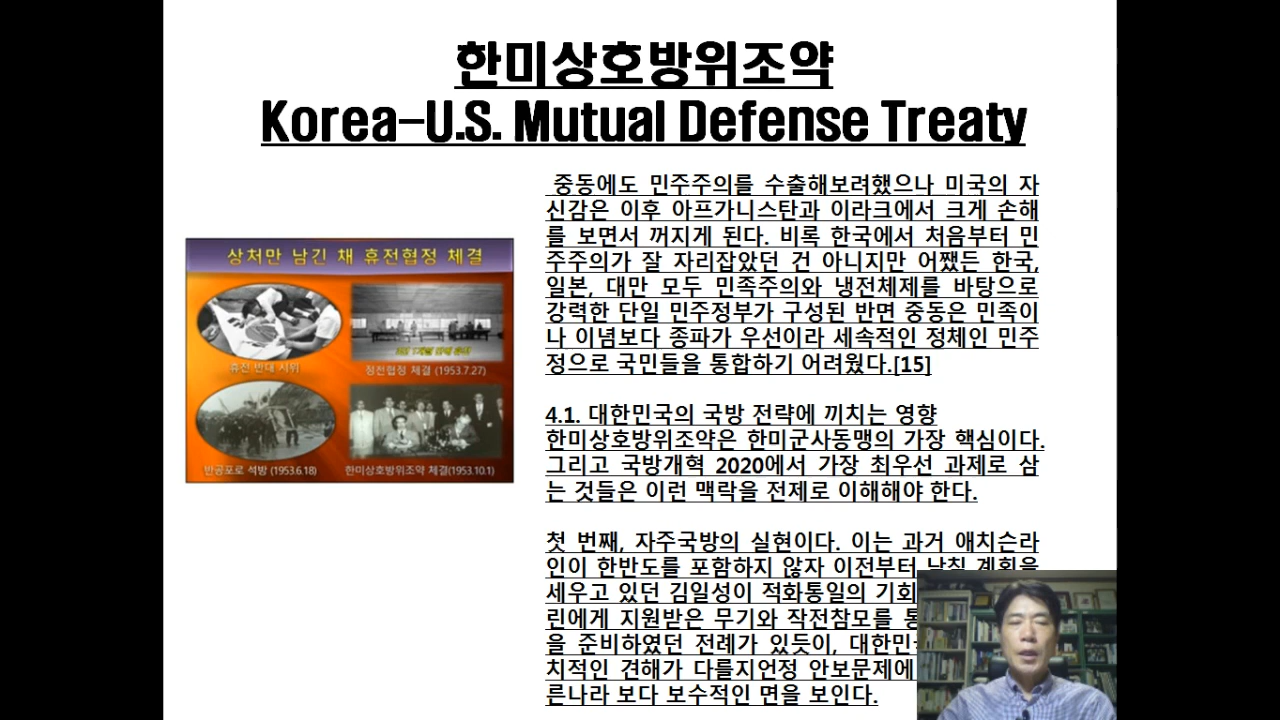 한미상호방위조약
Korea-U.S. Mutual Defense Treaty
상처만 남긴 채 휴전협정 체결
휴전 반대 시위
정전협정 체결 (1953.7.27)
반공포로 석방 (1953.6.18)
한미상호방위조약 체결(1953.10.1)
중동에도 민주주의를 수출해보려했으나 미국의 자
신감은 이후 아프가니스탄과 이라크에서 크게 손해
를 보면서 꺼지게 된다. 비록 한국에서 처음부터 민
주주의가 잘 자리잡았던 건 아니지만 어쨌든 한국,
일본, 대만 모두 민족주의와 냉전체제를 바탕으로
강력한 단일 민주정부가 구성된 반면 중동은 민족이
나 이념보다 종파가 우선이라 세속적인 정체인 민주
정으로 국민들을 통합하기 어려웠다.[15]
4.1. 대한민국의 국방 전략에 끼치는 영향
한미상호방위조약은 한미군사동맹의 가장 핵심이다.
그리고 국방개혁 2020에서 가장 최우선 과제로 삼
는 것들은 이런 맥락을 전제로 이해해야 한다.
첫 번째, 자주국방의 실현이다. 이는 과거 애치슨라
인이 한반도를 포함하지 않자 이전부터 남침 계획을
세우고 있던 김일성이 적화통일의 기회
린에게 지원받은 무기와 작전참모를
을 준비하였던 전례가 있듯이,
치적인 견해가 다를지언정 안보문제에
른나라 보다 보수적인 면을 보인다.